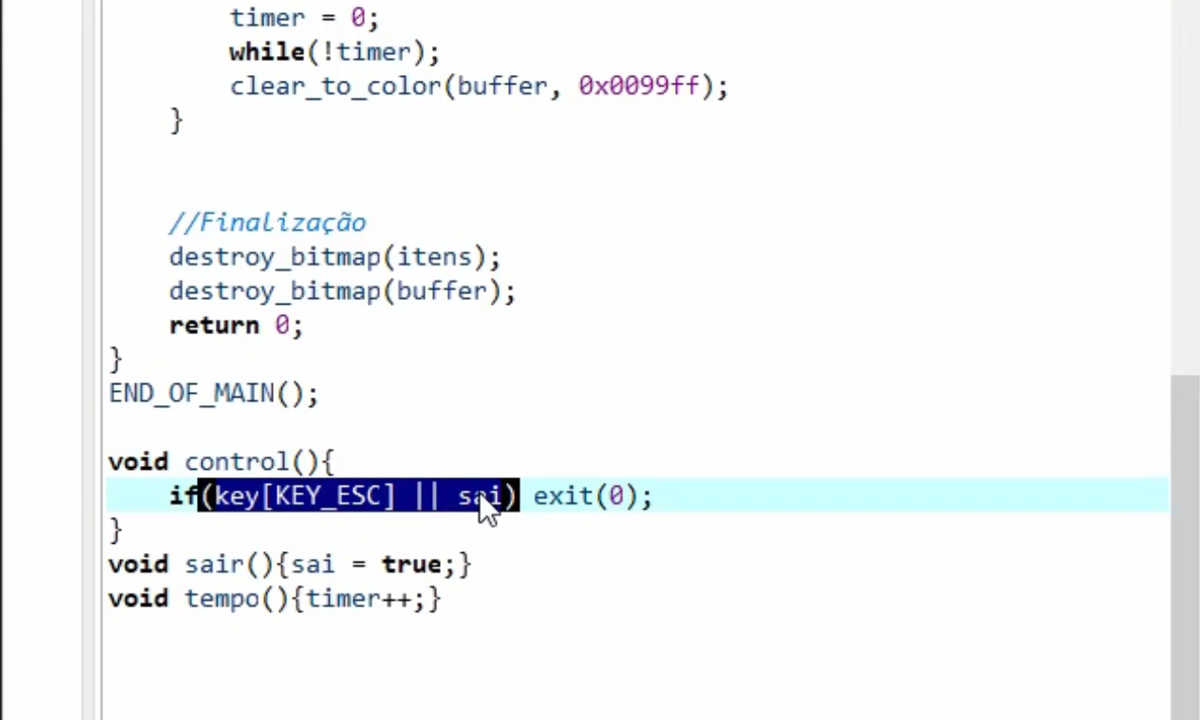 timer = 0;
while(!timer);
clear_to_color(buffer, 0x0099ff);
}
//Finalização
destroy_bitmap(itens);
destroy_bitmap(buffer);
return 0;
}
END_OF_MAIN();
void control(){
if(key[KEY_ESC] || sai) exit(0);
}
void sair(){sai = true;}
void tempo(){timer++;}